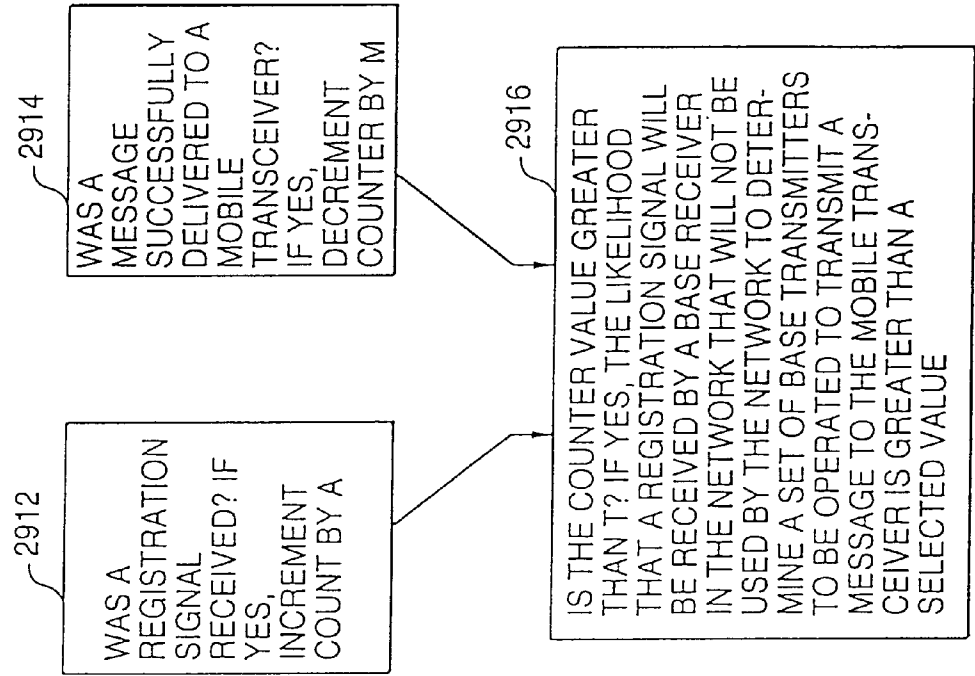 2912
WAS A
REGISTRATION
SIGNAL
RECEIVED? IF
YES,
INCREMENT
COUNT BY A
2914
WAS A
MESSAGE
SUCCESSFULLY
DELIVERED TO A
MOBILE
TRANSCEIVER?
IF YES,
DECREMENT
COUNTER BY M
2916
IS THE COUNTER VALUE GREATER
THAN T? IF YES, THE LIKELIHOOD
THAT A REGISTRATION SIGNAL WILL
BE RECEIVED BY A BASE RECEIVER
IN THE NETWORK THAT WILL NOT BE
USED BY THE NETWORK TO DETER-
MINE A SET OF BASE TRANSMITTERS
TO BE OPERATED TO TRANSMIT A
MESSAGE TO THE MOBILE TRANS-
CEIVER IS GREATER THAN A
SELECTED VALUE